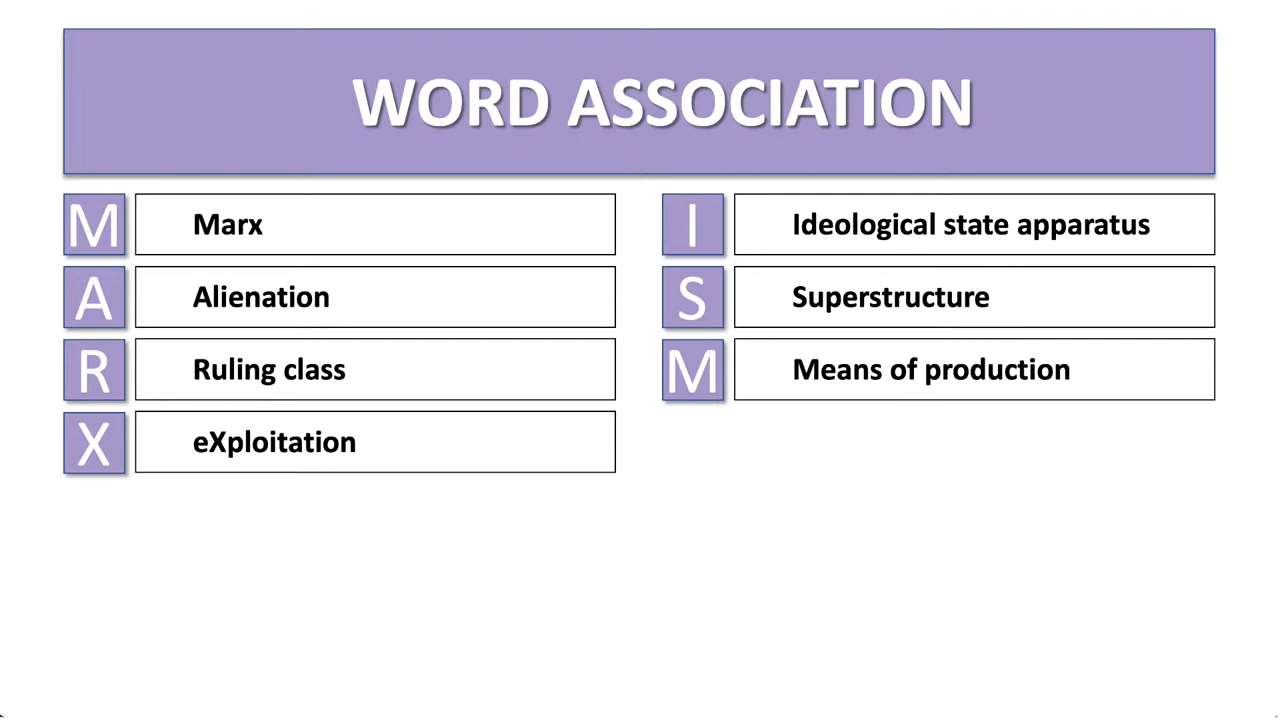 WORD ASSOCIATION
M Marx
A Alienation
R Ruling class
X eXploitation
I Ideological state apparatus
S Superstructure
M Means of production